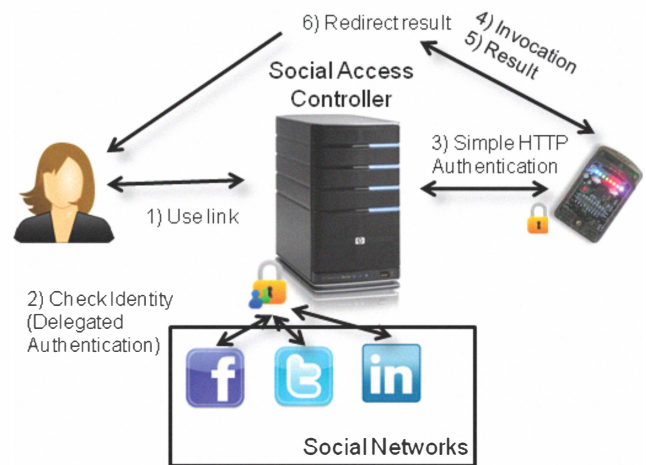 6) Redirect result
4) Invocation
5) Result
Social Access
Controller
3) Simple HTTP
Authentication
1) Use link
2) Check Identity
(Delegated
Authentication)
f
t
in
Social Networks